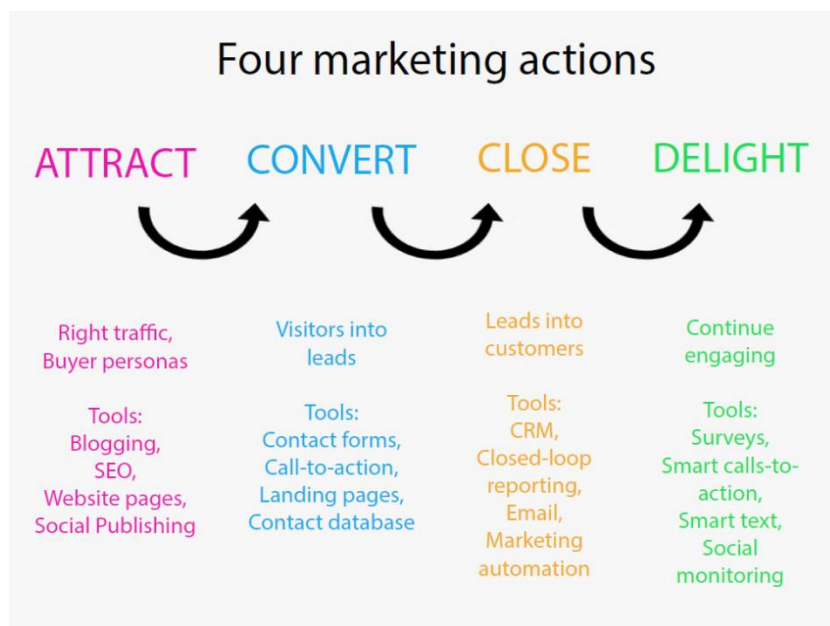 Four marketing actions
ATTRACT
CONVERT
CLOSE
DELIGHT
Right traffic,
Buyer personas
Tools:
Blogging,
SEO,
Website pages,
Social Publishing
Visitors into
leads
Tools:
Contact forms,
Call-to-action,
Landing pages,
Contact database
Leads into
customers
Tools:
CRM,
Closed-loop
reporting,
Email,
Marketing
automation
Continue
engaging
Tools:
Surveys,
Smart calls-to-
action,
Smart text,
Social
monitoring